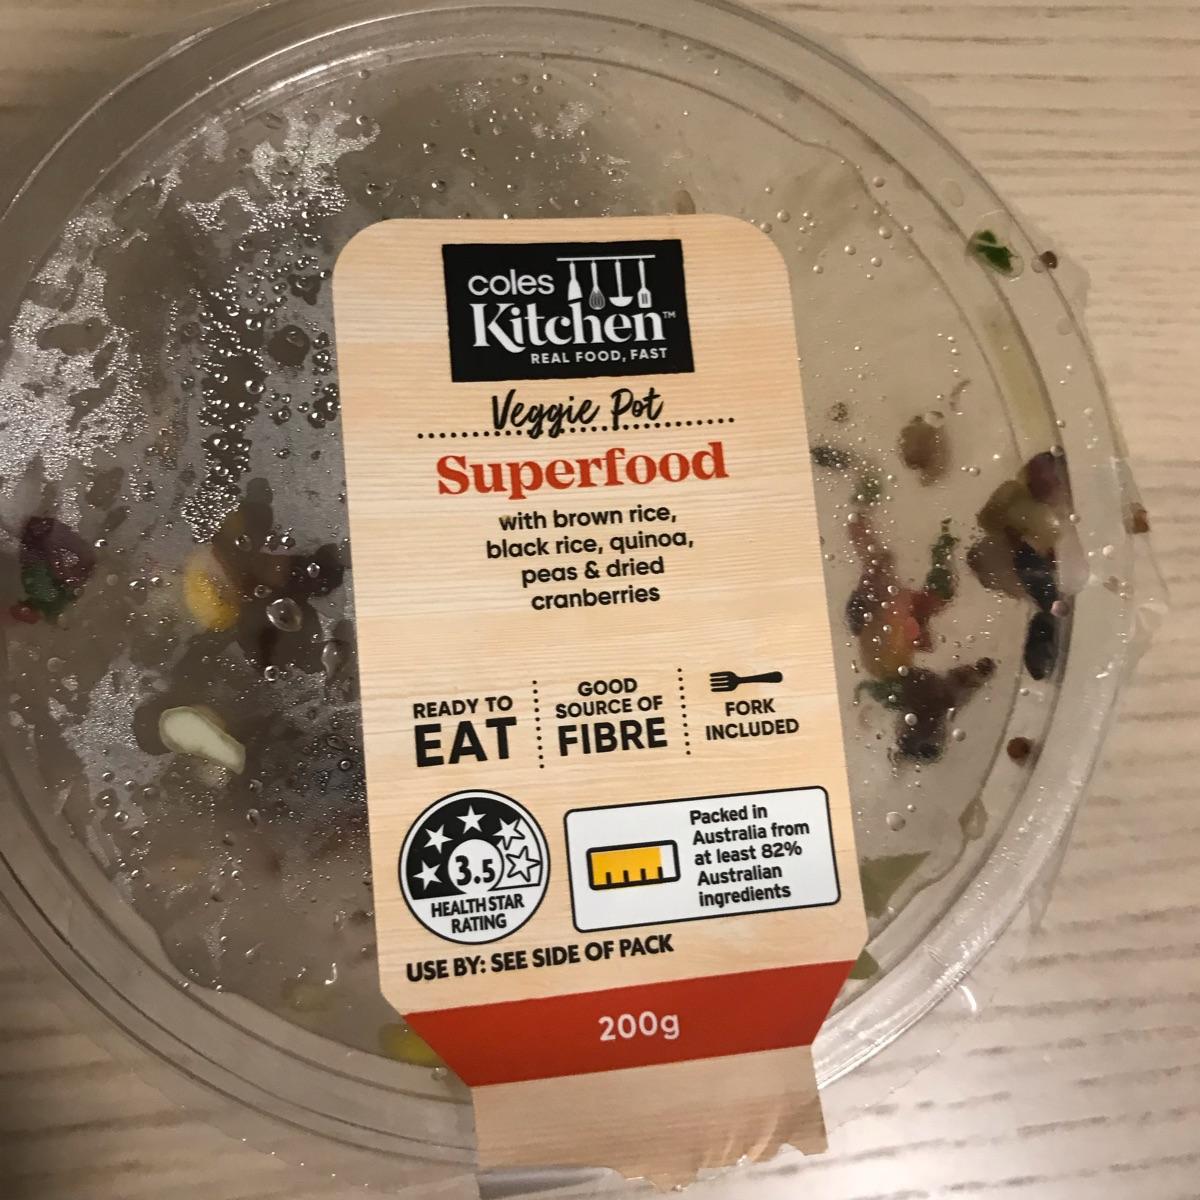 coles
Kitchen™
REAL FOOD, FAST
Veggie Pot
Superfood
with brown rice,
black rice, quinoa,
peas & dried
cranberries
READY TO
EAT
GOOD
SOURCE OF
FIBRE
FORK
INCLUDED
3.5
HEALTH STAR
RATING
Packed in
Australia from
at least 82%
Australian
ingredients
USE BY: SEE SIDE OF PACK
200g